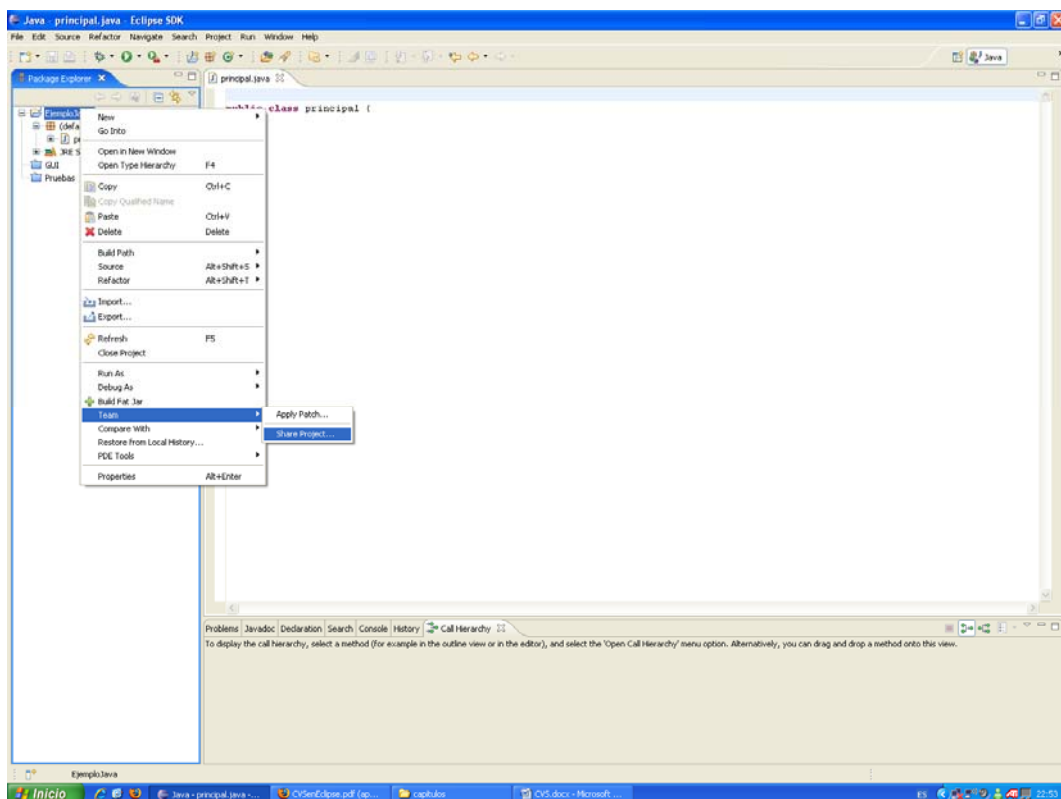 Java - principal.java - Eclipse SDK
File Edit Source Refactor Navigate Search Project Run Window Help
Java
Package Explorer
principal.java
public class principal {
EjemploJa
(defa
pr
JRE S
GUI
Pruebas
New
Go Into
Open in New Window
Open Type Hierarchy F4
Copy Ctrl+C
Copy Qualified Name
Paste Ctrl+V
Delete Delete
Build Path
Source Alt+Shift+S
Refactor Alt+Shift+T
Import...
Export...
Refresh F5
Close Project
Run As
Debug As
Build Fat Jar
Team
Apply Patch...
Compare With
Share Project...
Restore from Local History...
PDE Tools
Properties Alt+Enter
Problems Javadoc Declaration Search Console History Call Hierarchy
To display the call hierarchy, select a method (for example in the outline view or in the editor), and select the 'Open Call Hierarchy' menu option. Alternatively, you can drag and drop a method onto this view.
EjemploJava
Inicio Java - principal.java -... CVSenEclipse.pdf (ap... capitulos CVS.docx - Microsoft ... ES 22:53